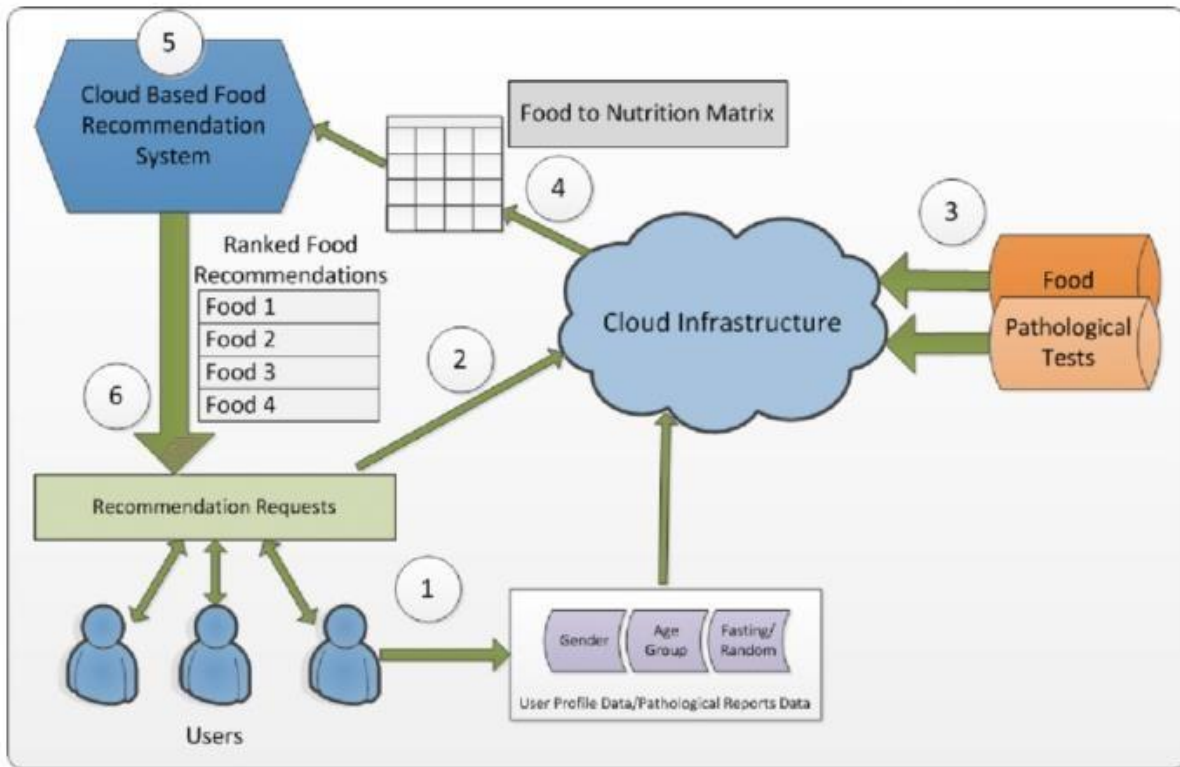 5
Cloud Based Food
Recommendation
System
Food to Nutrition Matrix
4
3
Food
Pathological
Tests
Cloud Infrastructure
Ranked Food
Recommendations
Food 1
Food 2
Food 3
Food 4
2
6
Recommendation Requests
1
Gender
Age
Group
Fasting/
Random
User Profile Data/Pathological Reports Data
Users